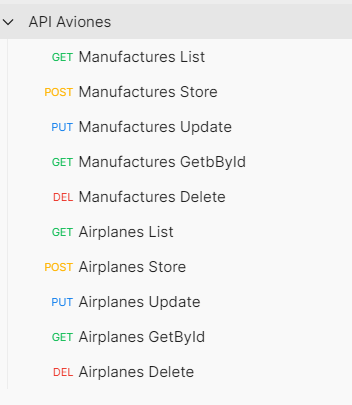 API Aviones
GET Manufactures List
POST Manufactures Store
PUT Manufactures Update
GET Manufactures GetbById
DEL Manufactures Delete
GET Airplanes List
POST Airplanes Store
PUT Airplanes Update
GET Airplanes GetById
DEL Airplanes Delete